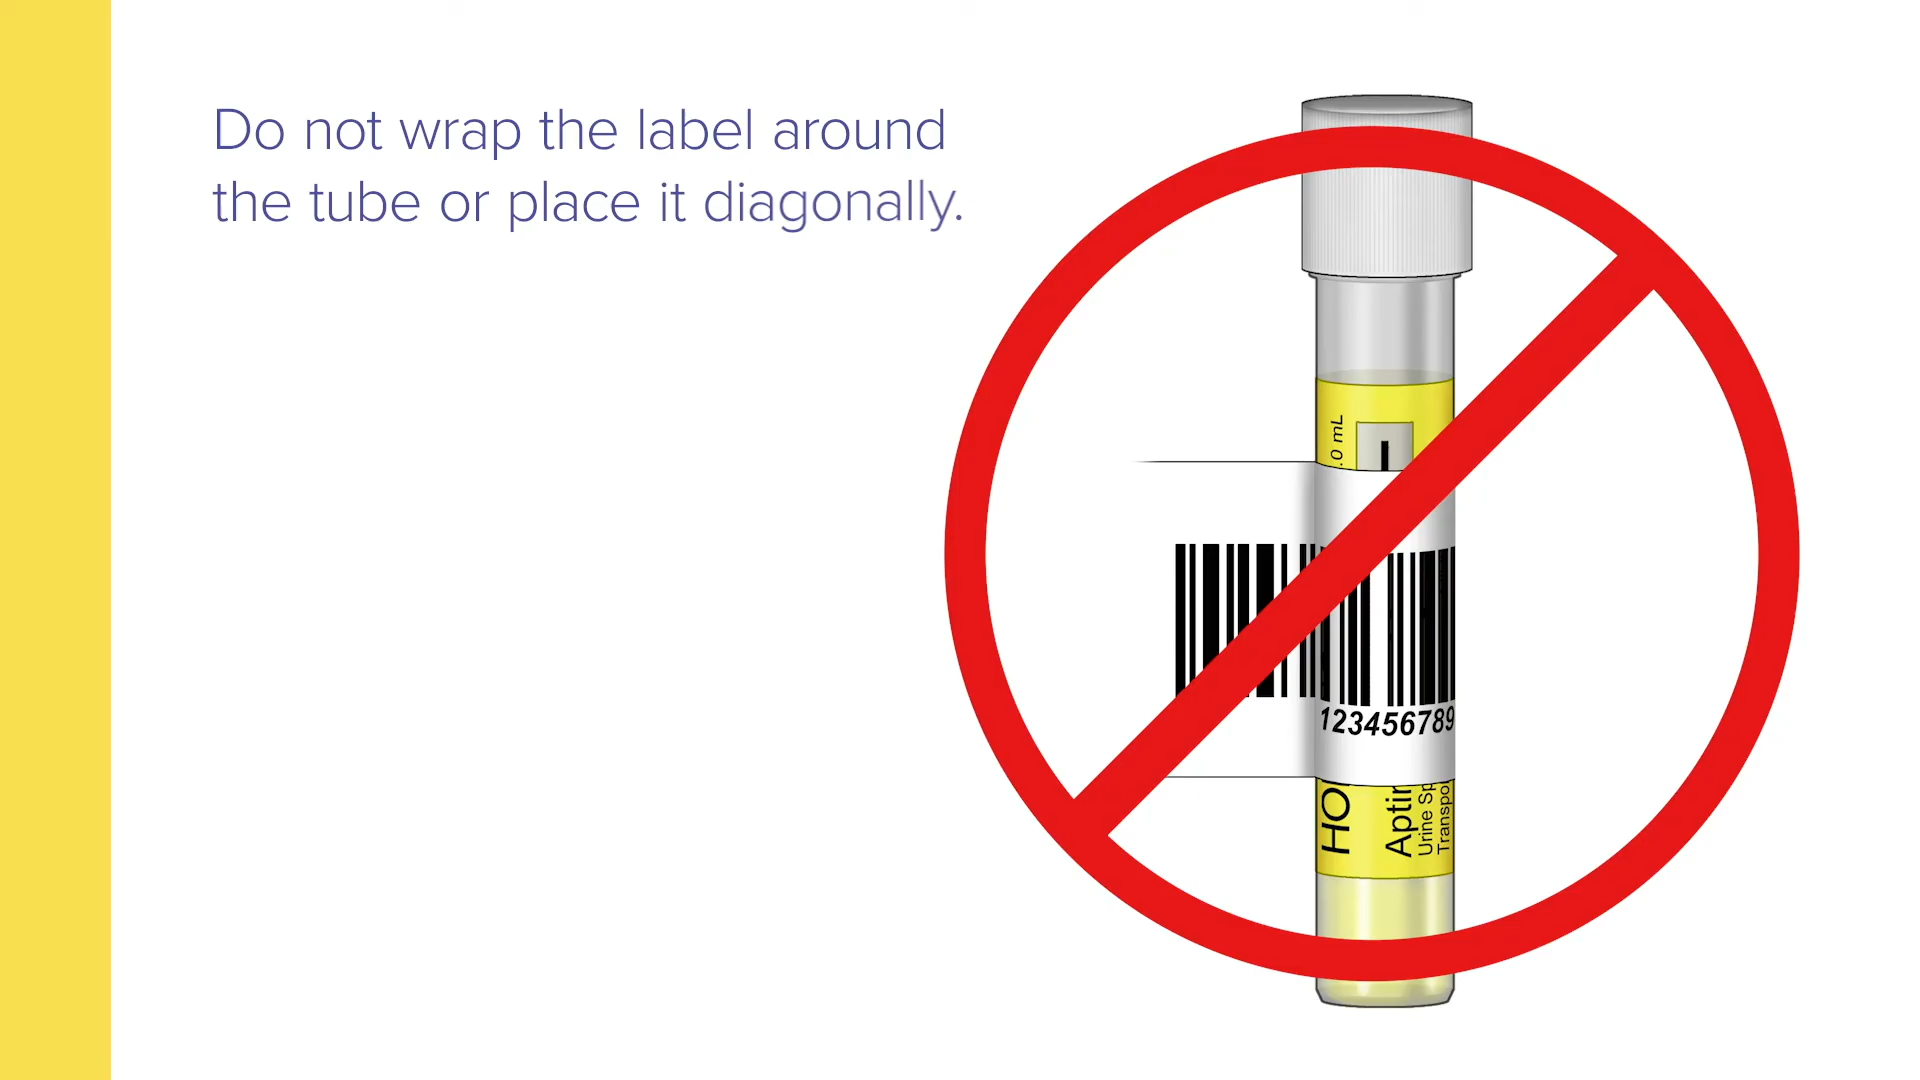 Do not wrap the label around
the tube or place it diagonally.
.0 mL
123456789
HO
Apti
Urine Sp
Transpo